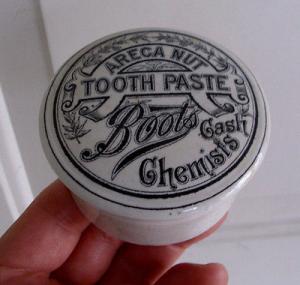 ARECA NUT
TOOTH PASTE
Boots
Cash
Chemists